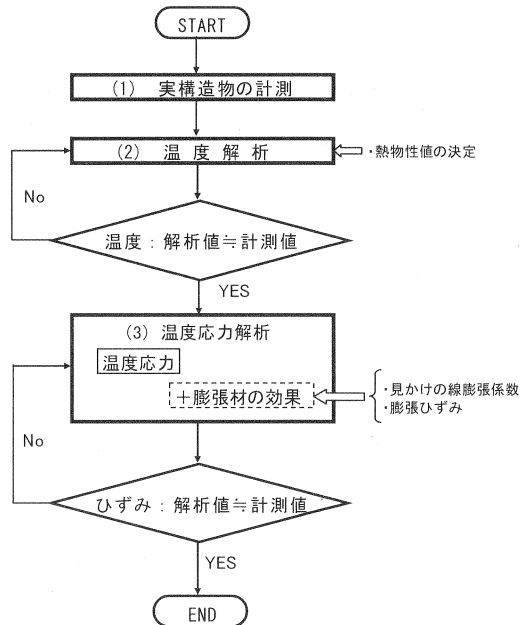 START
(1) 実構造物の計測
(2) 温度解析
・熱物性値の決定
No
温度：解析値≒計測値
YES
(3) 温度応力解析
温度応力
＋膨張材の効果
・見かけの線膨張係数
・膨張ひずみ
No
ひずみ：解析値≒計測値
YES
END